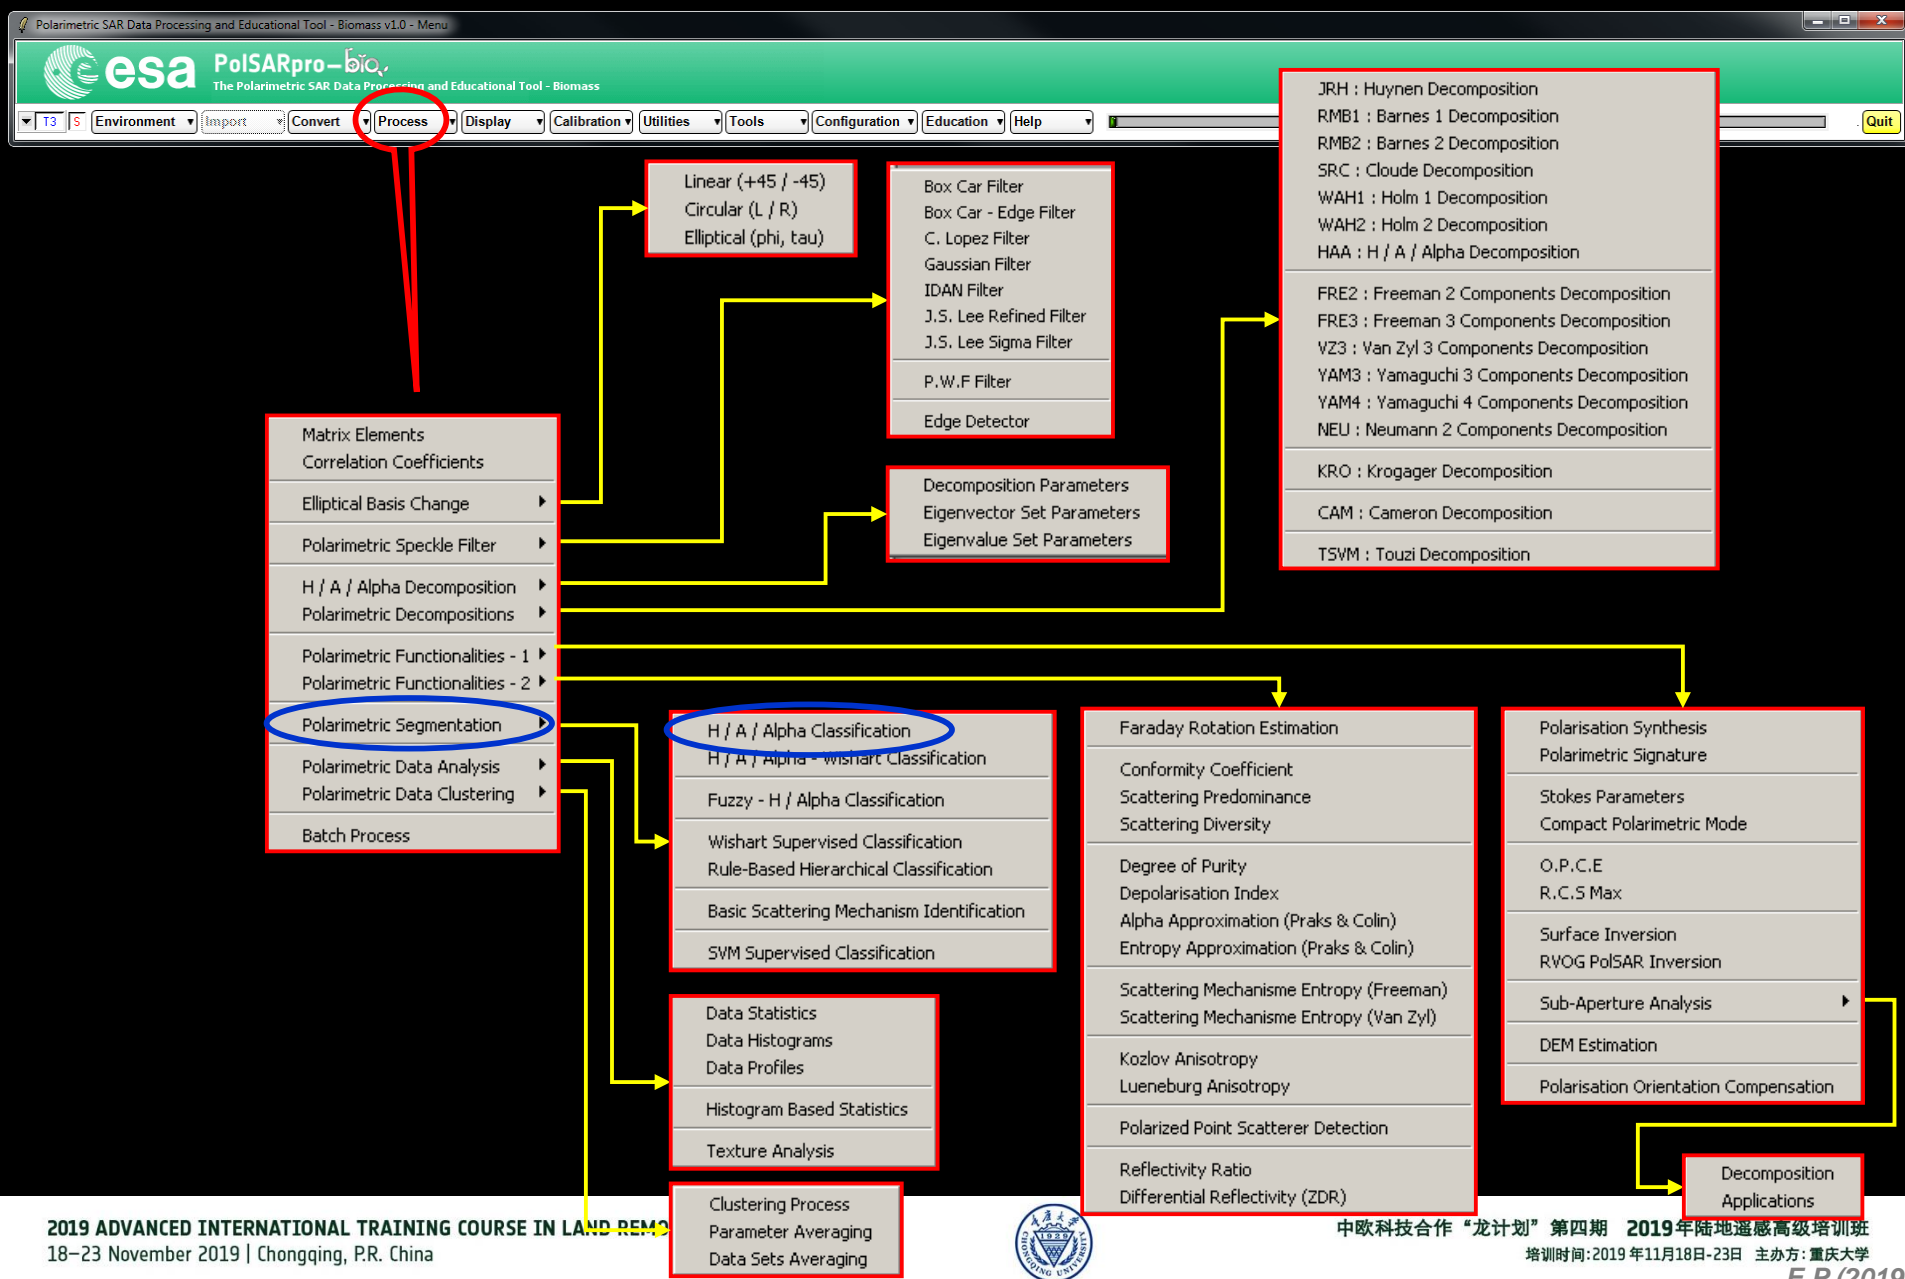 Polarimetric SAR Data Processing and Educational Tool - Biomass v1.0 - Menu
esa
PolSARpro-bio
The Polarimetric SAR Data Processing and Educational Tool - Biomass
T3 S Environment Import Convert Process Display Calibration Utilities Tools Configuration Education Help Quit
Linear (+45 / -45)
Circular (L / R)
Elliptical (phi, tau)
Box Car Filter
Box Car - Edge Filter
C. Lopez Filter
Gaussian Filter
IDAN Filter
J.S. Lee Refined Filter
J.S. Lee Sigma Filter
P.W.F Filter
Edge Detector
JRH : Huynen Decomposition
RMB1 : Barnes 1 Decomposition
RMB2 : Barnes 2 Decomposition
SRC : Cloude Decomposition
WAH1 : Holm 1 Decomposition
WAH2 : Holm 2 Decomposition
HAA : H / A / Alpha Decomposition
FRE2 : Freeman 2 Components Decomposition
FRE3 : Freeman 3 Components Decomposition
VZ3 : Van Zyl 3 Components Decomposition
YAM3 : Yamaguchi 3 Components Decomposition
YAM4 : Yamaguchi 4 Components Decomposition
NEU : Neumann 2 Components Decomposition
KRO : Krogager Decomposition
CAM : Cameron Decomposition
TSVM : Touzi Decomposition
Matrix Elements
Correlation Coefficients
Elliptical Basis Change
Polarimetric Speckle Filter
H / A / Alpha Decomposition
Polarimetric Decompositions
Polarimetric Functionalities - 1
Polarimetric Functionalities - 2
Polarimetric Segmentation
Polarimetric Data Analysis
Polarimetric Data Clustering
Batch Process
Decomposition Parameters
Eigenvector Set Parameters
Eigenvalue Set Parameters
H / A / Alpha Classification
H / A / Alpha - Wishart Classification
Fuzzy - H / Alpha Classification
Wishart Supervised Classification
Rule-Based Hierarchical Classification
Basic Scattering Mechanism Identification
SVM Supervised Classification
Data Statistics
Data Histograms
Data Profiles
Histogram Based Statistics
Texture Analysis
Clustering Process
Parameter Averaging
Data Sets Averaging
Faraday Rotation Estimation
Conformity Coefficient
Scattering Predominance
Scattering Diversity
Degree of Purity
Depolarisation Index
Alpha Approximation (Praks & Colin)
Entropy Approximation (Praks & Colin)
Scattering Mechanisme Entropy (Freeman)
Scattering Mechanisme Entropy (Van Zyl)
Kozlov Anisotropy
Lueneburg Anisotropy
Polarized Point Scatterer Detection
Reflectivity Ratio
Differential Reflectivity (ZDR)
Polarisation Synthesis
Polarimetric Signature
Stokes Parameters
Compact Polarimetric Mode
O.P.C.E
R.C.S Max
Surface Inversion
RVOG PolSAR Inversion
Sub-Aperture Analysis
DEM Estimation
Polarisation Orientation Compensation
Decomposition
Applications
2019 ADVANCED INTERNATIONAL TRAINING COURSE IN LAND REMO
18–23 November 2019 | Chongqing, P.R. China
重庆大学
1929
CHONGQING UNIVERSITY
中欧科技合作“龙计划”第四期 2019年陆地遥感高级培训班
培训时间:2019年11月18日-23日 主办方:重庆大学
E.P (2019